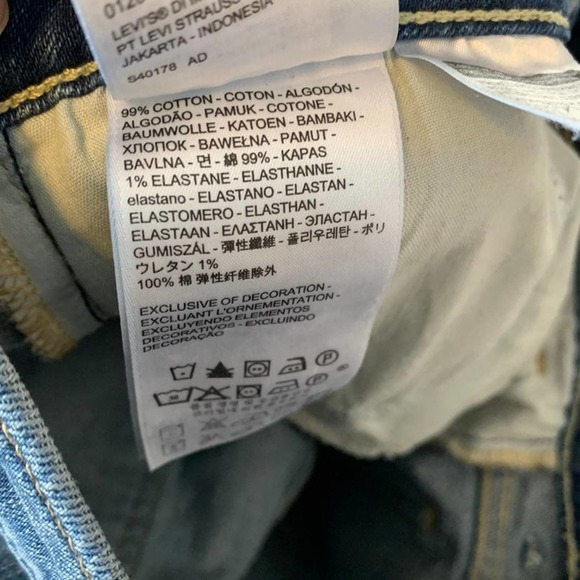 LEVI'S®
PT LEVI STRAUSS
JAKARTA - INDONESIA
S40178 AD
99% COTTON - COTON - ALGODÓN -
ALGODÃO - PAMUK - COTONE -
BAUMWOLLE - KATOEN - BAMBAKI -
ХЛОПОК - BAWEŁNA - PAMUT -
BAVLNA - 면 - 綿 99% - KAPAS
1% ELASTANE - ELASTHANNE -
elastano - ELASTANO - ELASTAN -
ELASTOMERO - ELASTHAN -
ELASTAAN - ΕΛΑΣΤΑΝΗ - ЭЛАСТАН -
GUMISZÁL - 彈性纖維 - 폴리우레탄 - ポリ
ウレタン 1%
100% 棉 弹性纤维除外
EXCLUSIVE OF DECORATION -
EXCLUANT L'ORNEMENTATION -
EXCLUYENDO ELEMENTOS
DECORATIVOS - EXCLUINDO
DECORAÇÃO